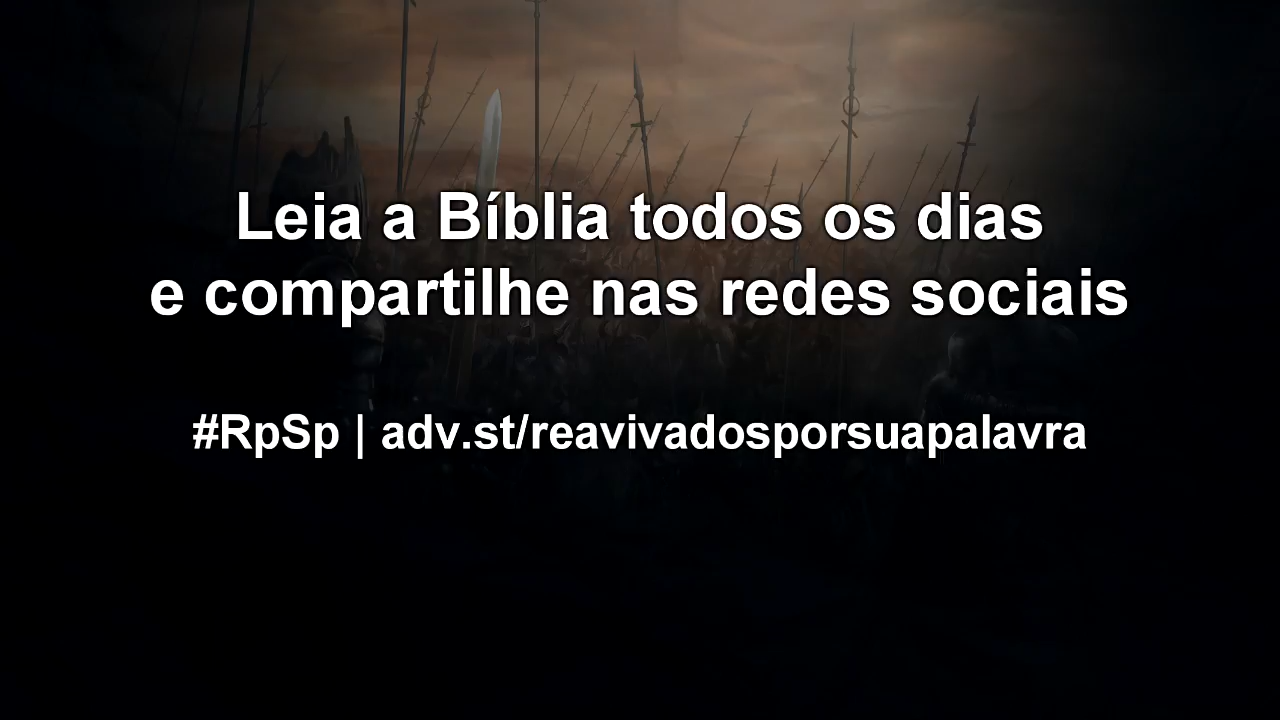 Leia a Bíblia todos os dias
e compartilhe nas redes sociais
#RpSp | adv.st/reavivadosporsuapalavra